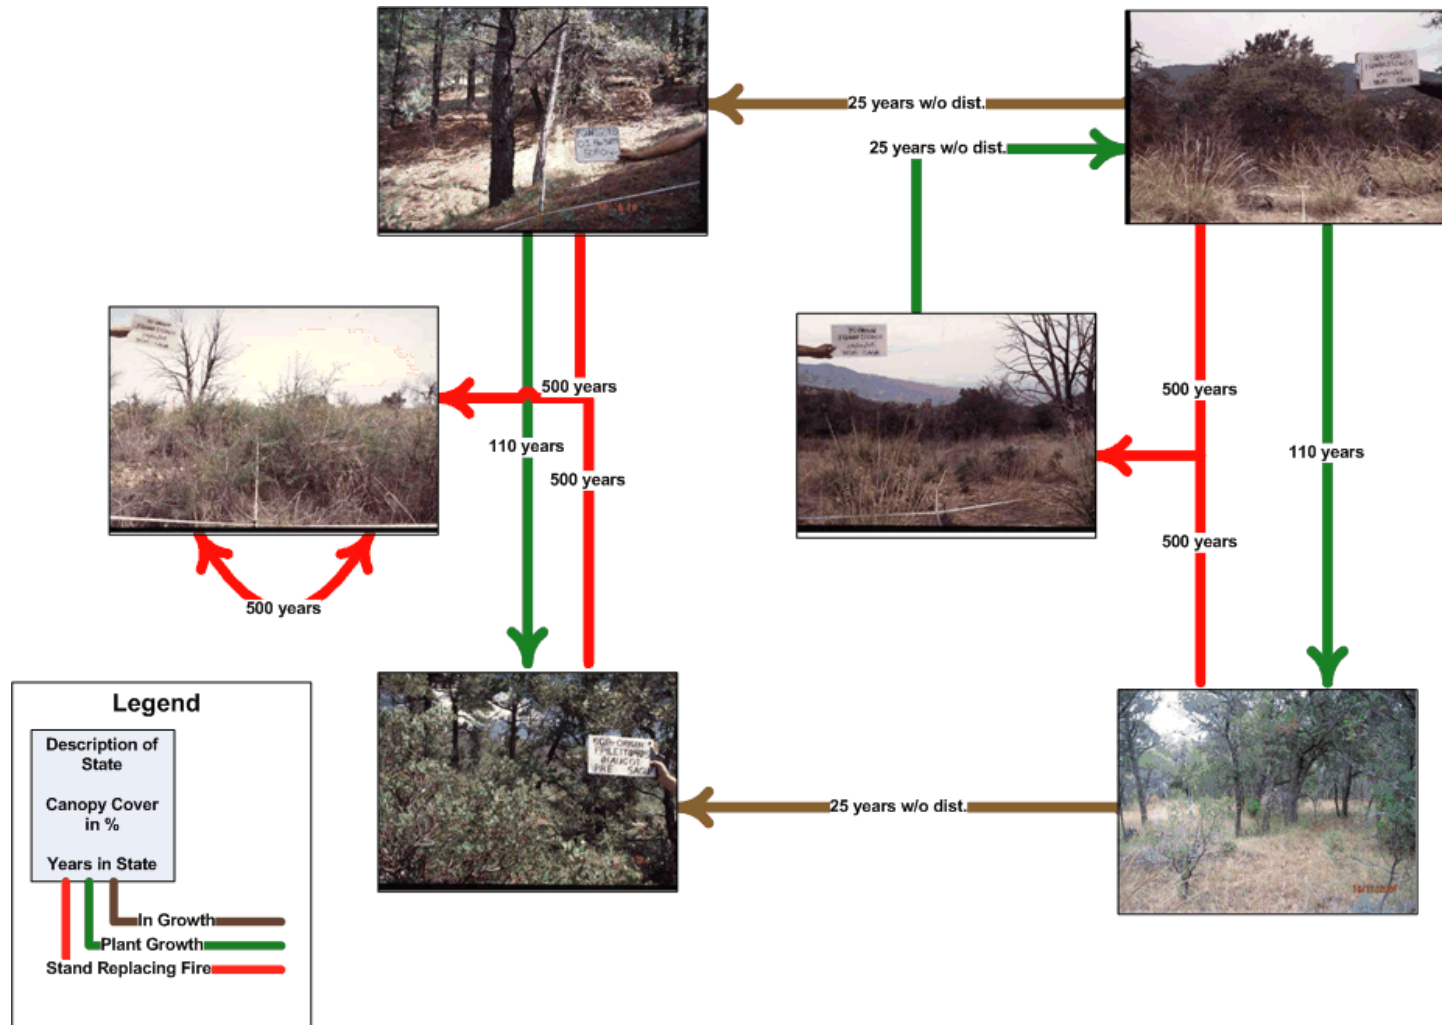 25 years w/o dist.
25 years w/o dist.
500 years
500 years
110 years
110 years
500 years
500 years
500 years
25 years w/o dist.
Legend
Description of
State
Canopy Cover
in %
Years in State
In Growth
Plant Growth
Stand Replacing Fire